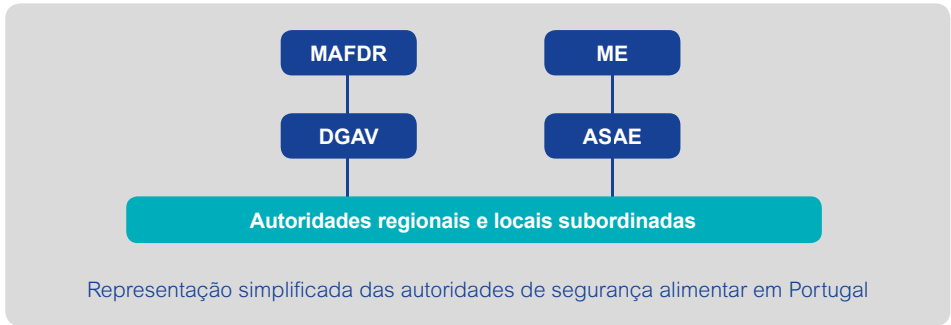 MAFDR
ME
DGAV
ASAE
Autoridades regionais e locais subordinadas
Representação simplificada das autoridades de segurança alimentar em Portugal